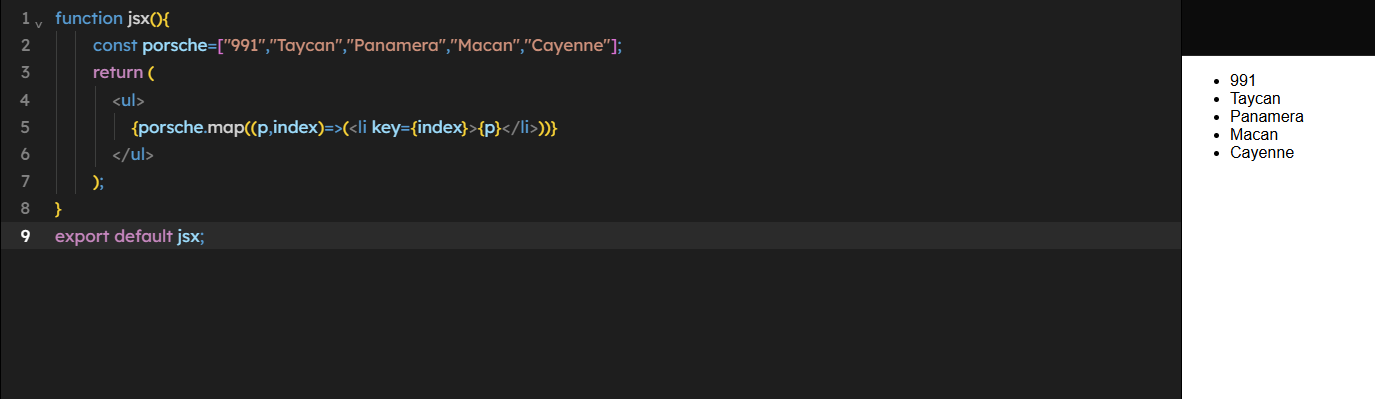 1 function jsx(){
2 const porsche=["991","Taycan","Panamera","Macan","Cayenne"];
3 return (
4 <ul>
5 {porsche.map((p,index)=>(<li key={index}>{p}</li>))}
6 </ul>
7 );
8 }
9 export default jsx;
• 991
• Taycan
• Panamera
• Macan
• Cayenne